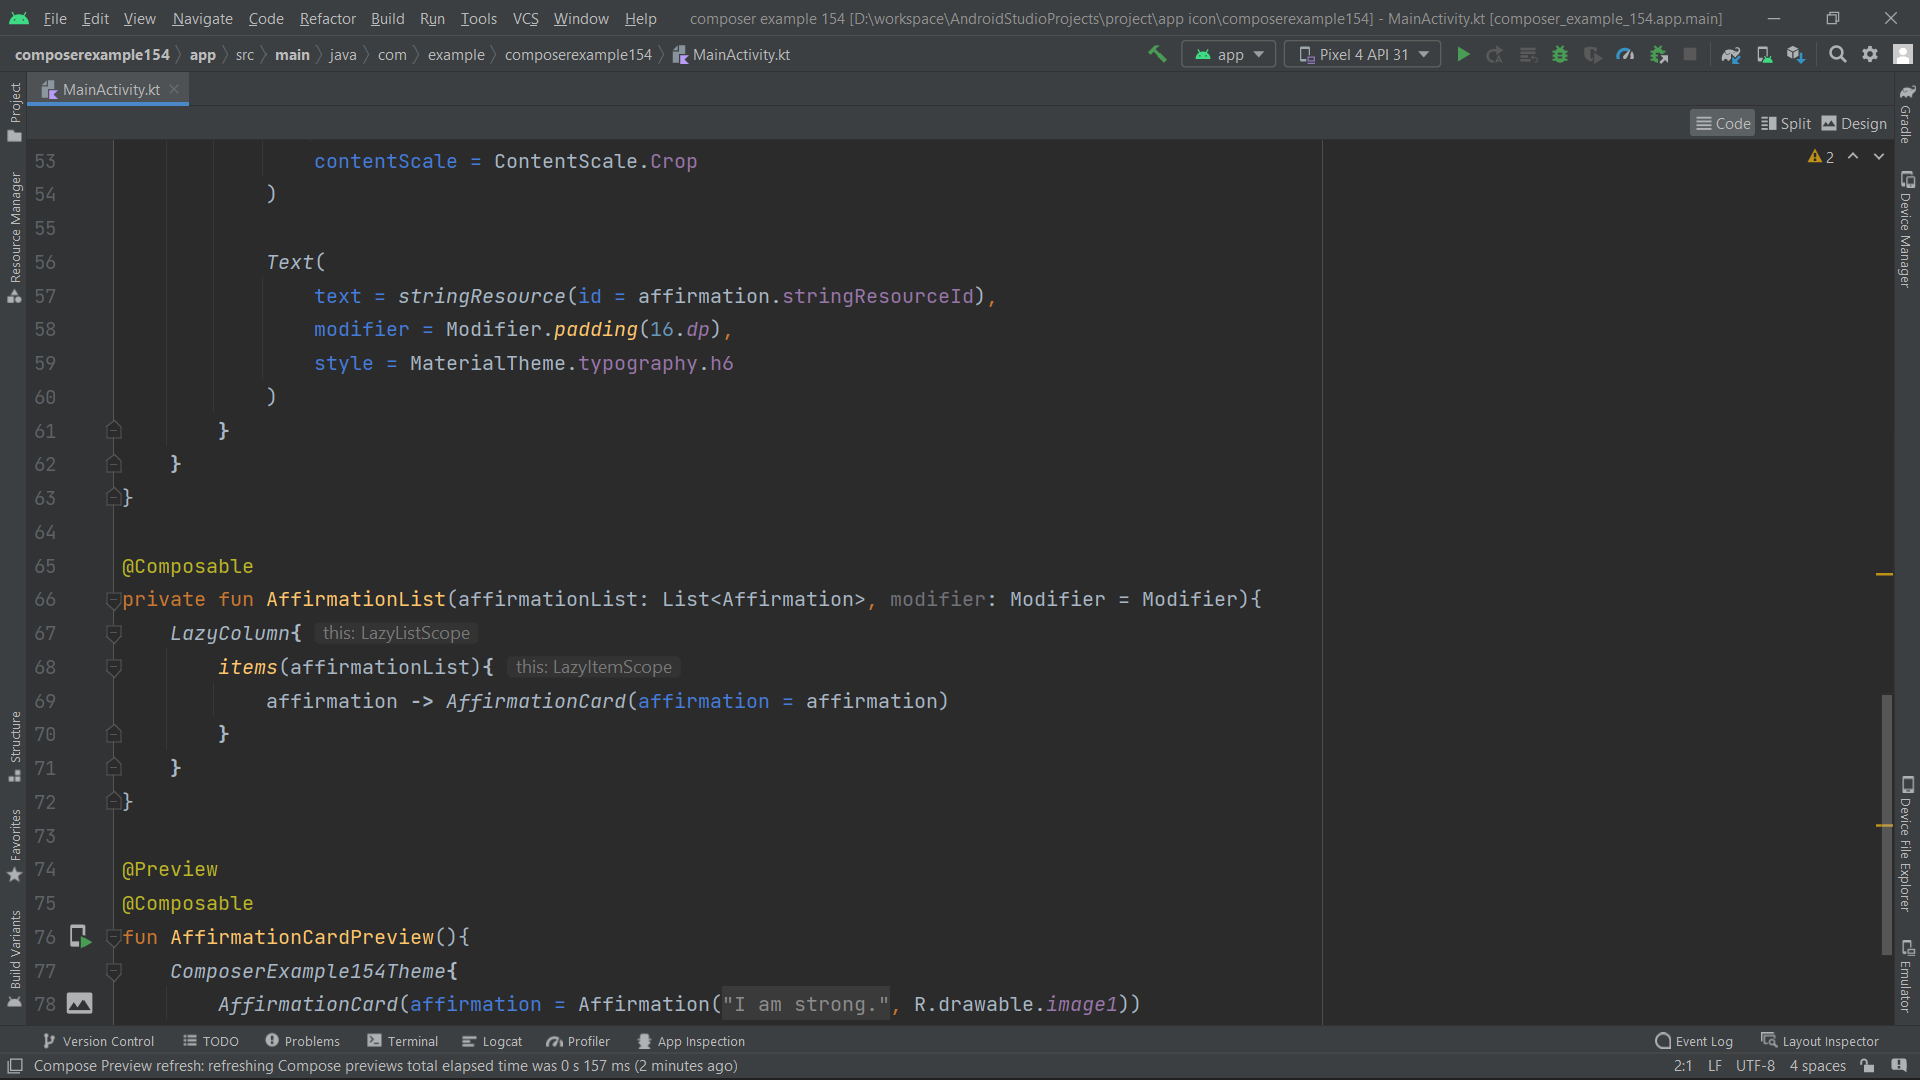 File Edit View Navigate Code Refactor Build Run Tools VCS Window Help composer example 154 [D:\workspace\AndroidStudioProjects\project\app icon\composerexample154] - MainActivity.kt [composer_example_154.app.main]
composerexample154 app src main java com example composerexample154 MainActivity.kt app Pixel 4 API 31
MainActivity.kt
Code Split Design
2
53 contentScale = ContentScale.Crop
54 )
55
56 Text(
57 text = stringResource(id = affirmation.stringResourceId),
58 modifier = Modifier.padding(16.dp),
59 style = MaterialTheme.typography.h6
60 )
61 }
62 }
63 }
64
65 @Composable
66 private fun AffirmationList(affirmationList: List<Affirmation>, modifier: Modifier = Modifier){
67 LazyColumn{ this: LazyListScope
68 items(affirmationList){ this: LazyItemScope
69 affirmation -> AffirmationCard(affirmation = affirmation)
70 }
71 }
72 }
73
74 @Preview
75 @Composable
76 fun AffirmationCardPreview(){
77 ComposerExample154Theme{
78 AffirmationCard(affirmation = Affirmation("I am strong.", R.drawable.image1))
Project
Resource Manager
Structure
Favorites
Build Variants
Gradle
Device Manager
Device File Explorer
Emulator
Version Control TODO Problems Terminal Logcat Profiler App Inspection Event Log Layout Inspector
Compose Preview refresh: refreshing Compose previews total elapsed time was 0 s 157 ms (2 minutes ago) 2:1 LF UTF-8 4 spaces